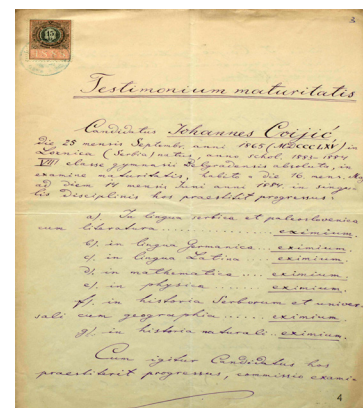 3
Testimonium maturitatis
Candidatus Johannes Cvijić,
die 25 mensis Septembr. anni 1865 (MDCCCLXV) in
Loznica (Serbia) natus, anno schol. 1883-1884
VIII classe gymnasii Belgradensis absoluta, in
examine maturitatis, habito a die 16 mens. Maj
ad diem 14 mensis Juni anni 1884. in singu-
lis disciplinis hos praestitit progressus:
a). In lingua serbica et palaeoslovenica
cum literatura ........ eximium.
b). in lingua Germanica .. eximium.
c). in lingua Latina ... eximium.
d). in mathematica .... eximium.
e). in physica ....... eximium.
f). in historia Serborum et univer-
sali cum geographia ..... eximium.
g). in historia naturali .. eximium.
Cum igitur Candidatus hos
praestiterit progressus, commissio exami-
4